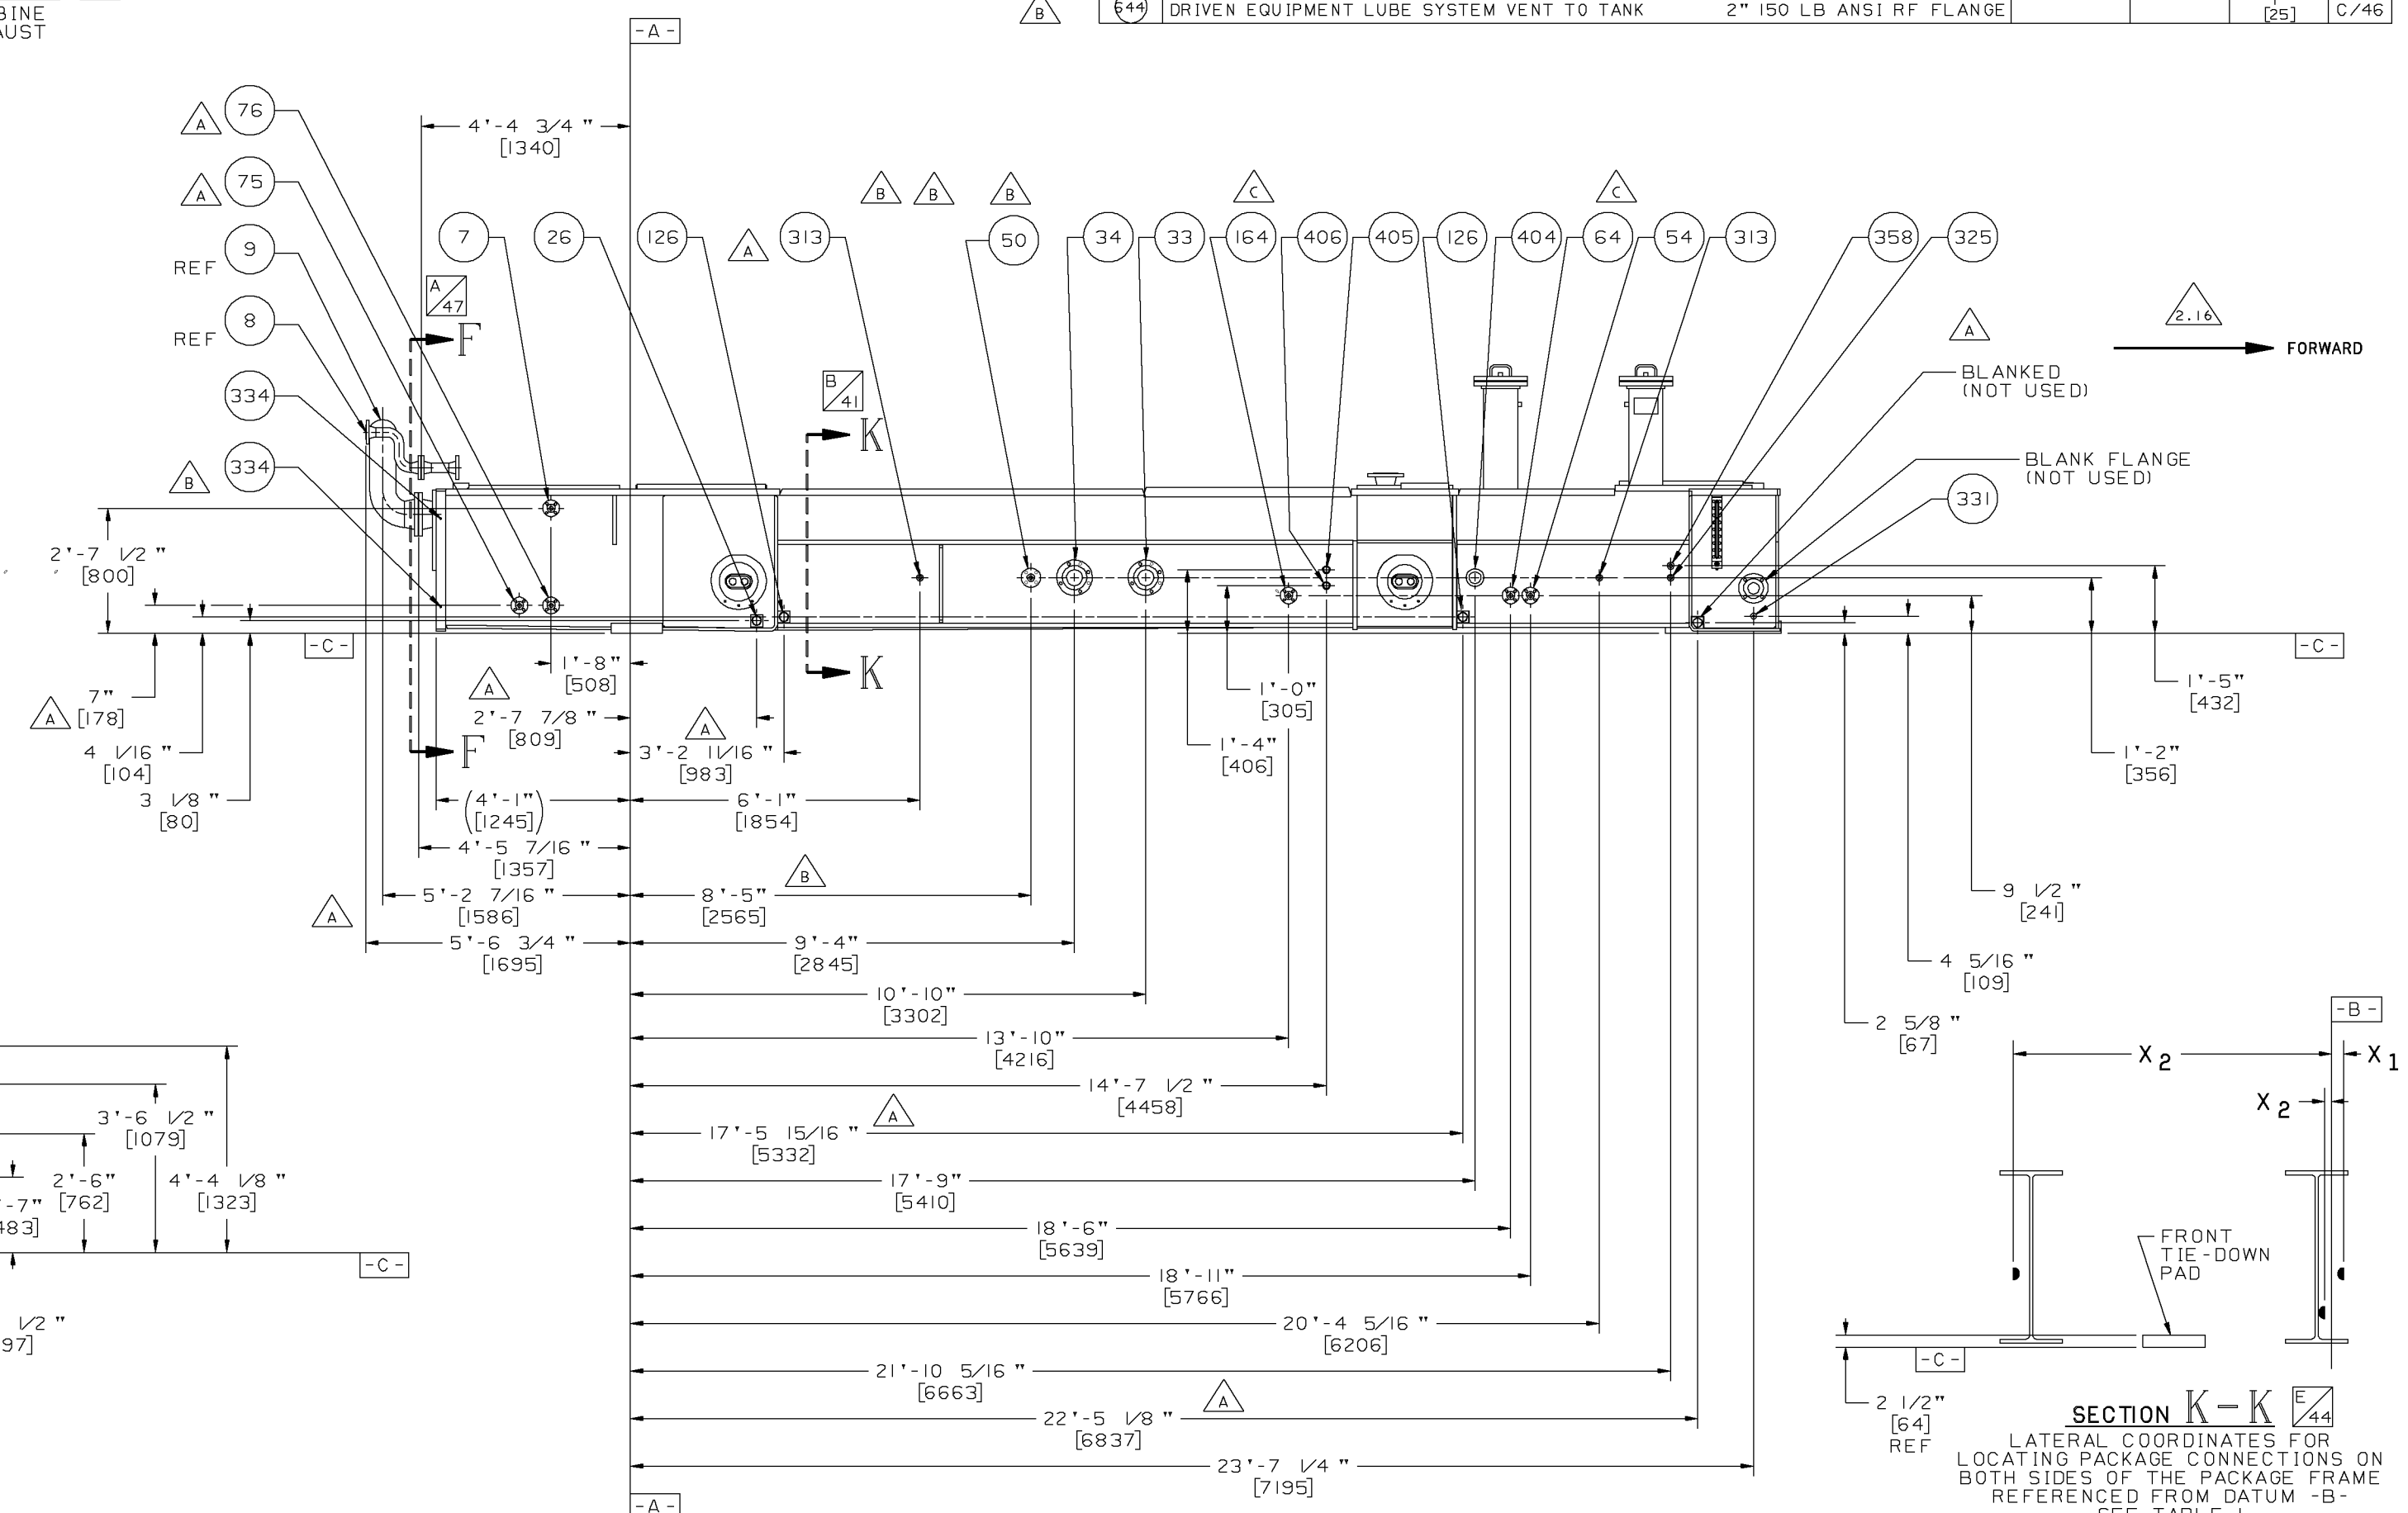 BINE
AUST
B
644
DRIVEN EQUIPMENT LUBE SYSTEM VENT TO TANK
2" 150 LB ANSI RF FLANGE
[25]
C/46
-A-
A
76
4'-4 3/4"
[1340]
A
75
REF
9
REF
8
334
B
334
7
26
126
A
313
B
B
B
50
34
33
C
164
406
405
126
404
C
64
54
313
358
325
A
47
F
B
41
K
A
2.16
FORWARD
BLANKED
(NOT USED)
BLANK FLANGE
(NOT USED)
331
2'-7 1/2"
[800]
-C-
-C-
7"
A
[178]
4 1/16"
[104]
3 1/8"
[80]
F
1'-8"
[508]
A
2'-7 7/8"
[809]
A
3'-2 11/16"
[983]
K
1'-0"
[305]
1'-4"
[406]
1'-5"
[432]
1'-2"
[356]
(4'-1")
([1245])
6'-1"
[1854]
4'-5 7/16"
[1357]
A
5'-2 7/16"
[1586]
8'-5"
B
[2565]
9 1/2"
[241]
5'-6 3/4"
[1695]
9'-4"
[2845]
4 5/16"
[109]
10'-10"
[3302]
13'-10"
[4216]
2 5/8"
[67]
14'-7 1/2"
[4458]
A
17'-5 15/16"
[5332]
17'-9"
[5410]
18'-6"
[5639]
18'-11"
[5766]
20'-4 5/16"
[6206]
21'-10 5/16"
[6663]
A
22'-5 1/8"
[6837]
23'-7 1/4"
[7195]
-A-
3'-6 1/2"
[1079]
2'-6"
[762]
4'-4 1/8"
[1323]
-7"
483]
-C-
1/2"
97]
-B-
X2
X1
X2
FRONT
TIE-DOWN
PAD
-C-
2 1/2"
[64]
REF
SECTION K-K
E
44
LATERAL COORDINATES FOR
LOCATING PACKAGE CONNECTIONS ON
BOTH SIDES OF THE PACKAGE FRAME
REFERENCED FROM DATUM -B-
SEE TABLE 1